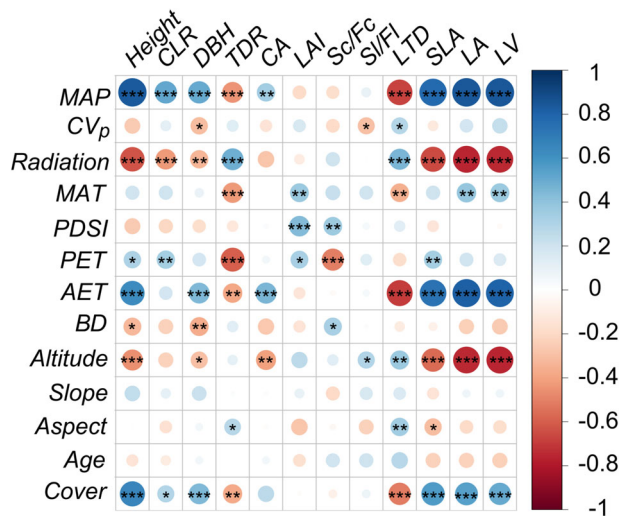 Height CLR DBH TDR CA LAI Sc/Fc Sl/Fl LTD SLA LA LV
MAP *** *** *** *** ** *** *** *** *** 1
CVp * * * 0.8
Radiation *** *** ** *** *** *** *** *** 0.6
MAT *** ** ** ** ** 0.4
PDSI *** ** 0.2
PET * ** *** * *** ** 0
AET *** *** ** *** *** *** *** ***
BD * ** * -0.2
Altitude *** * ** * ** *** *** *** -0.4
Slope
Aspect * ** * -0.6
Age -0.8
Cover *** * *** ** *** *** *** *** -1